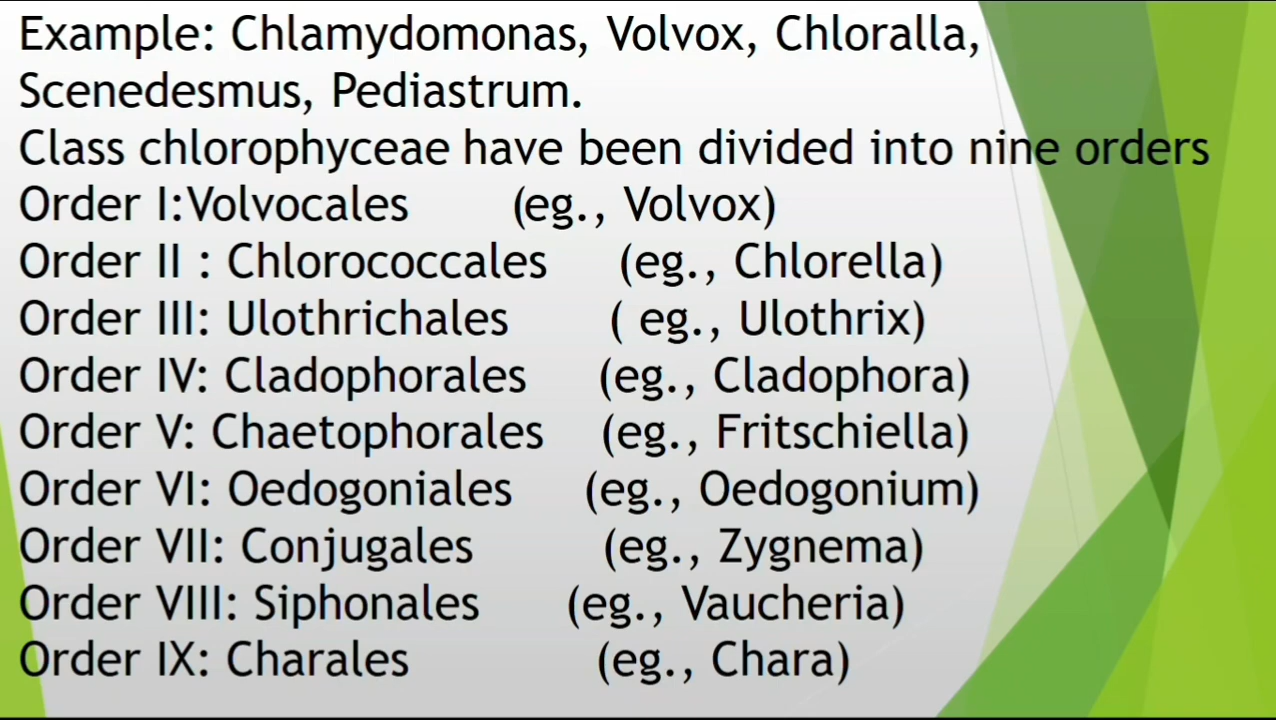 Example: Chlamydomonas, Volvox, Chloralla,
Scenedesmus, Pediastrum.
Class chlorophyceae have been divided into nine orders
Order I:Volvocales (eg., Volvox)
Order II : Chlorococcales (eg., Chlorella)
Order III: Ulothrichales ( eg., Ulothrix)
Order IV: Cladophorales (eg., Cladophora)
Order V: Chaetophorales (eg., Fritschiella)
Order VI: Oedogoniales (eg., Oedogonium)
Order VII: Conjugales (eg., Zygnema)
Order VIII: Siphonales (eg., Vaucheria)
Order IX: Charales (eg., Chara)